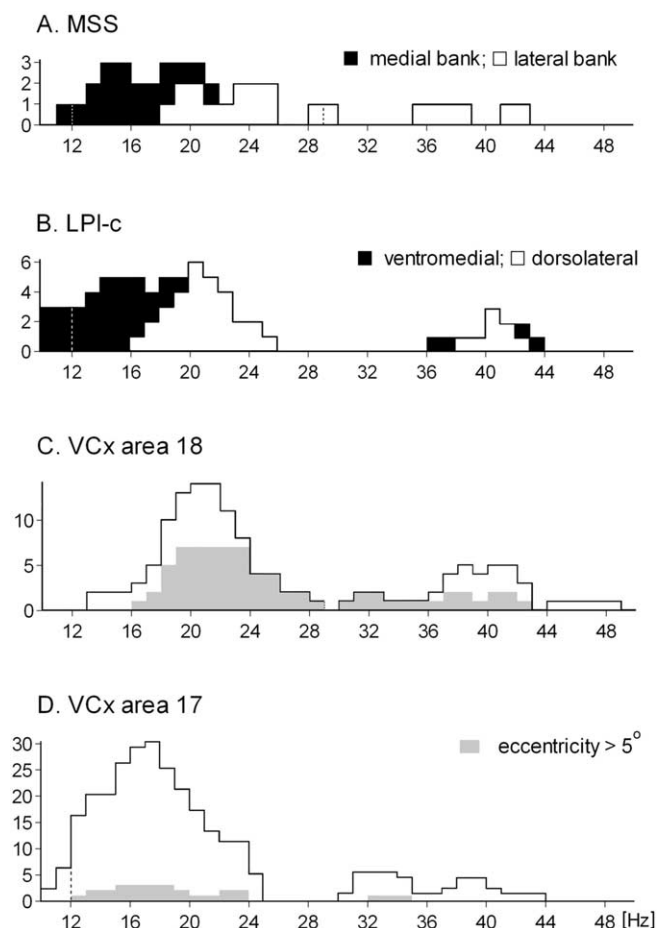 A. MSS
■ medial bank; □ lateral bank
3
2
1
0
12 16 20 24 28 32 36 40 44 48
B. LPl-c
■ ventromedial; □ dorsolateral
6
4
2
0
12 16 20 24 28 32 36 40 44 48
C. VCx area 18
10
5
0
12 16 20 24 28 32 36 40 44 48
D. VCx area 17
eccentricity > 5°
30
25
20
15
10
5
0
12 16 20 24 28 32 36 40 44 48 [Hz]